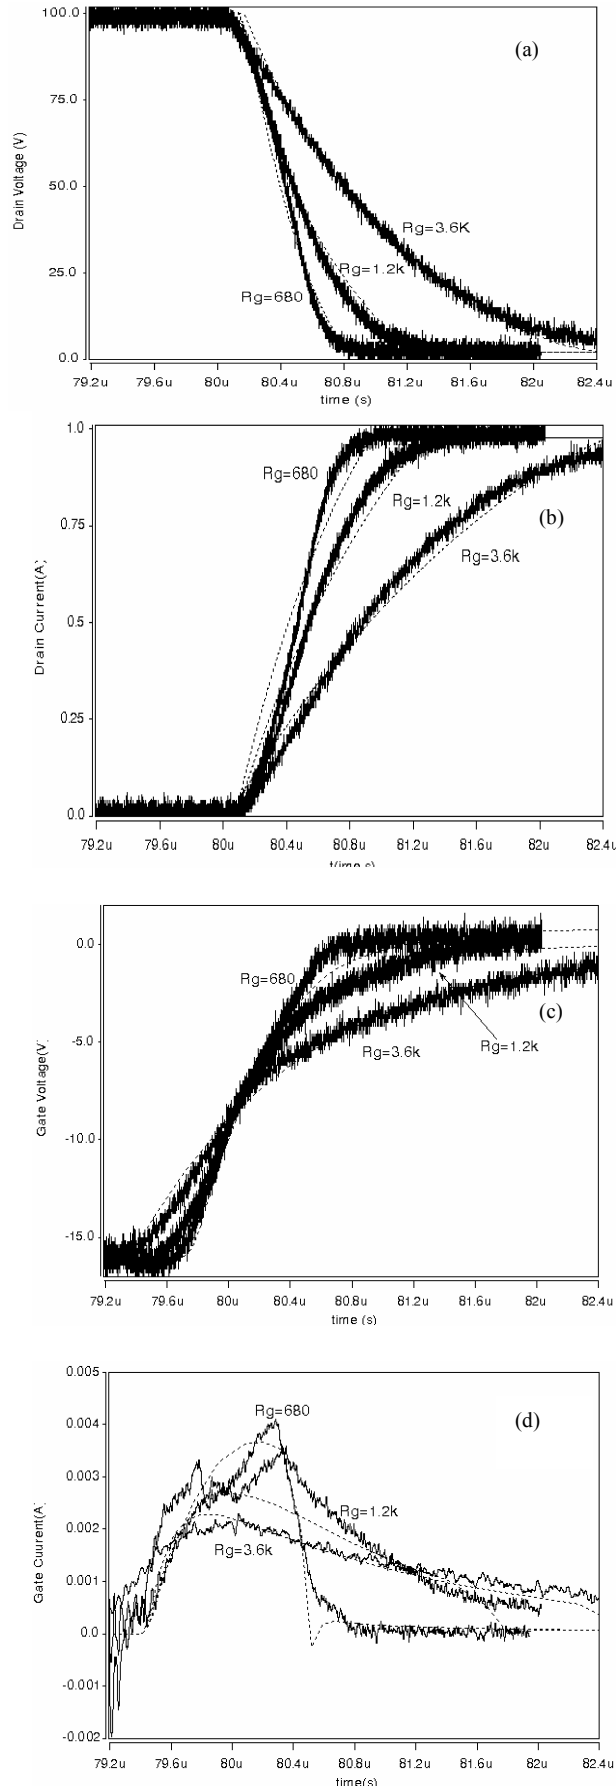 (a)
100.0
75.0
50.0
25.0
0.0
Drain Voltage (V)
Rg=3.6K
Rg=1.2k
Rg=680
79.2u 79.6u 80u 80.4u 80.8u 81.2u 81.6u 82u 82.4u
time (s)
(b)
1.0
0.75
0.5
0.25
0.0
Drain Current(A)
Rg=680
Rg=1.2k
Rg=3.6k
79.2u 79.6u 80u 80.4u 80.8u 81.2u 81.6u 82u 82.4u
t(ime s)
(c)
0.0
-5.0
-10.0
-15.0
Gate Voltage(V)
Rg=680
Rg=1.2k
Rg=3.6k
79.2u 79.6u 80u 80.4u 80.8u 81.2u 81.6u 82u 82.4u
time (s)
(d)
0.005
0.004
0.003
0.002
0.001
0.0
-0.001
-0.002
Gate Cuurent(A)
Rg=680
Rg=1.2k
Rg=3.6k
79.2u 79.6u 80u 80.4u 80.8u 81.2u 81.6u 82u 82.4u
time(s)